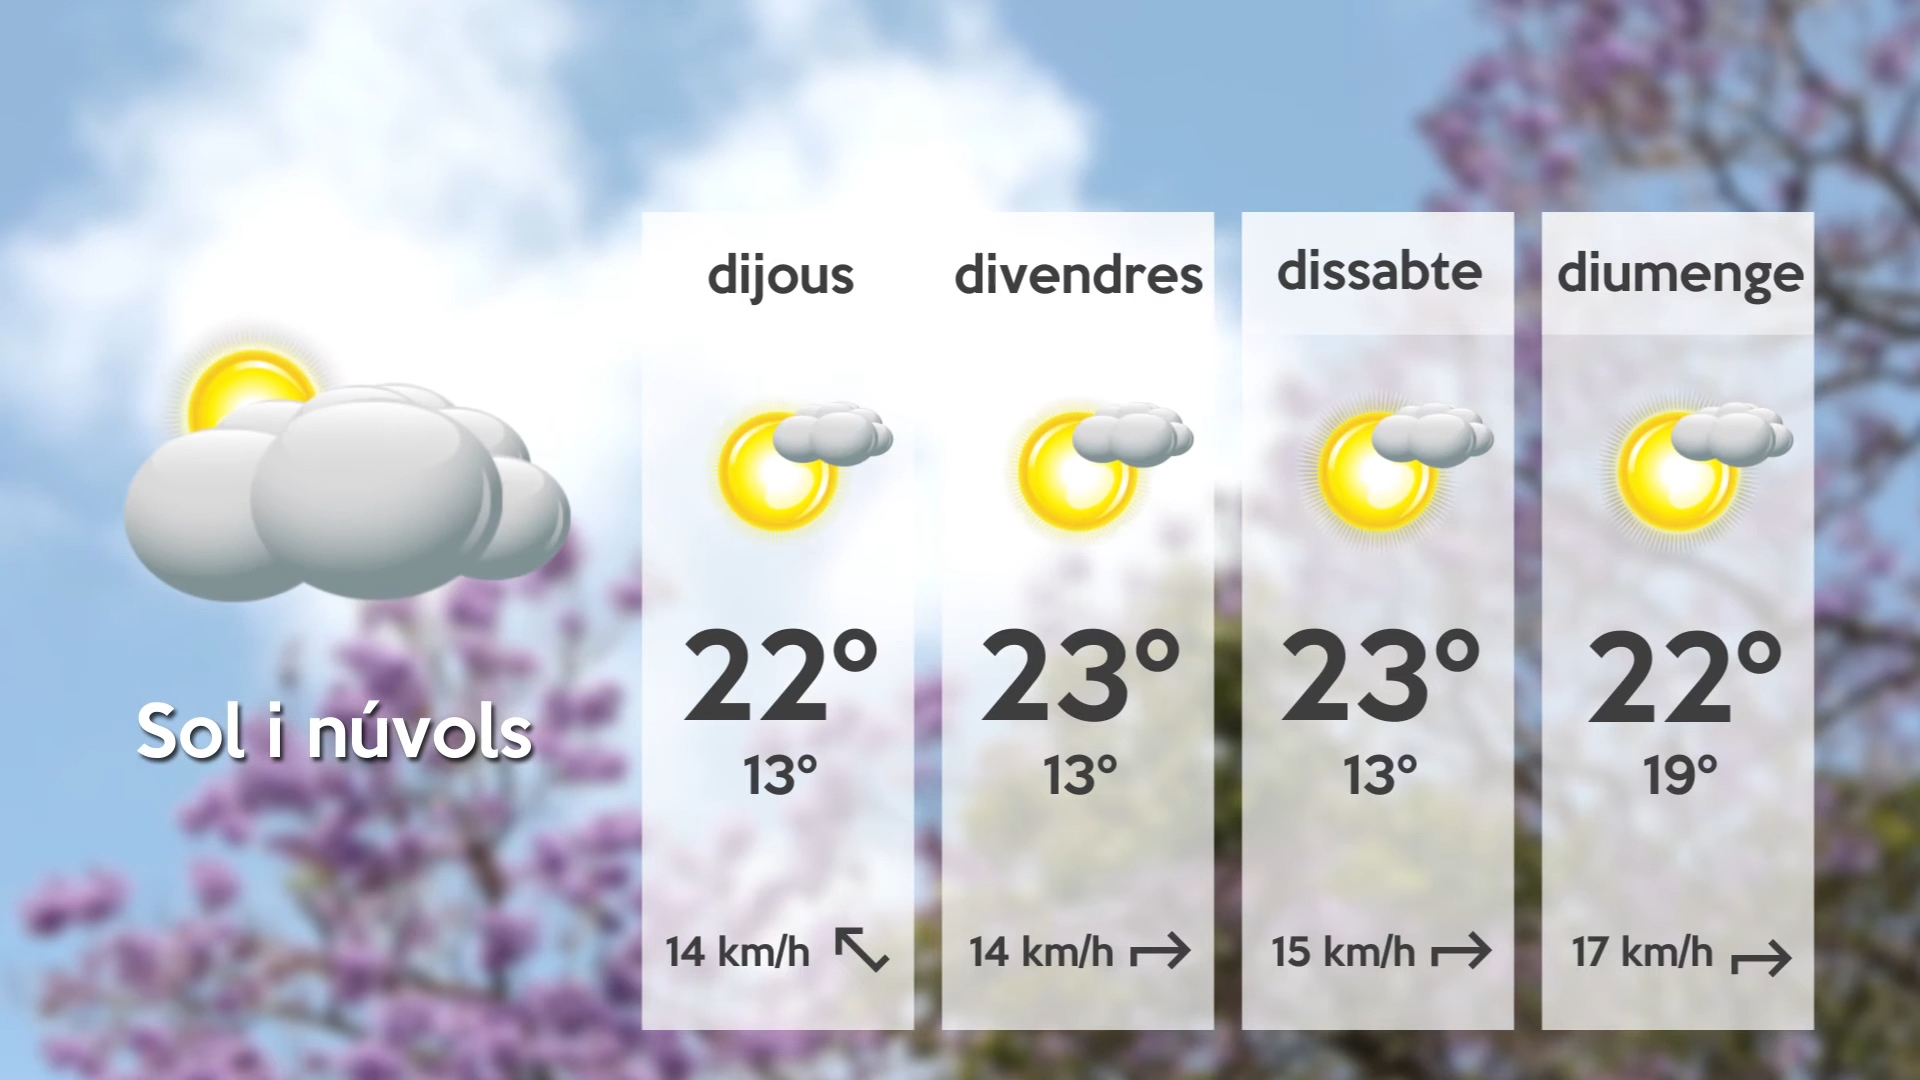 Sol i núvols
dijous
22°
13°
14 km/h
divendres
23°
13°
14 km/h
dissabte
23°
13°
15 km/h
diumenge
22°
19°
17 km/h